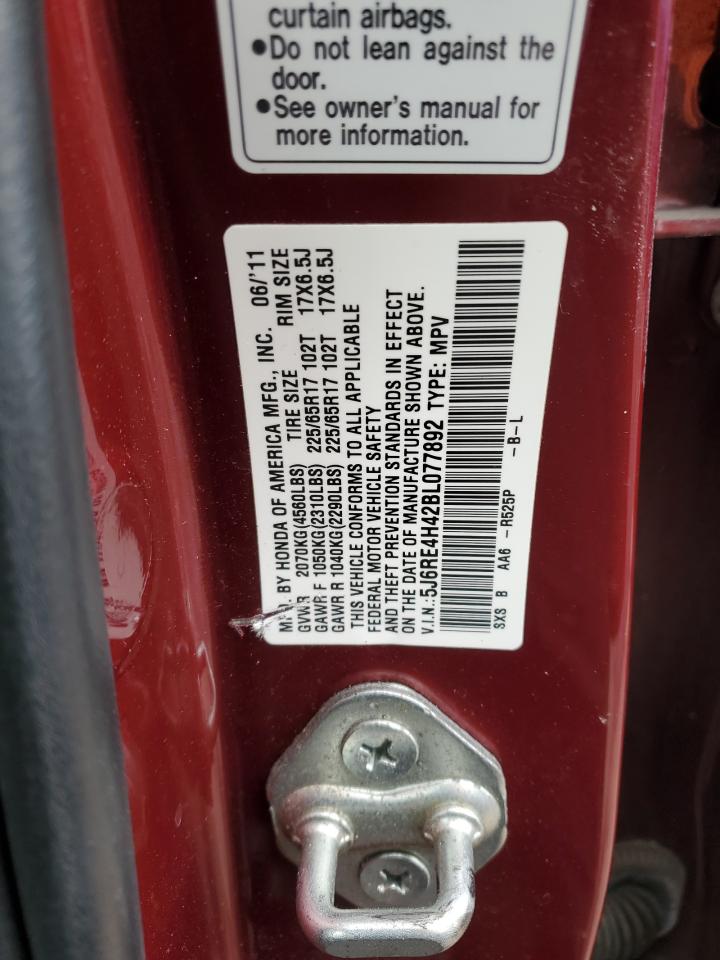 curtain airbags.
●Do not lean against the
door.
●See owner's manual for
more information.
MFD. BY HONDA OF AMERICA MFG., INC. 06/'11
GVWR 2070KG(4560LBS) TIRE SIZE RIM SIZE
GAWR F 1050KG(2310LBS) 225/65R17 102T 17X6.5J
GAWR R 1040KG(2290LBS) 225/65R17 102T 17X6.5J
THIS VEHICLE CONFORMS TO ALL APPLICABLE
FEDERAL MOTOR VEHICLE SAFETY
AND THEFT PREVENTION STANDARDS IN EFFECT
ON THE DATE OF MANUFACTURE SHOWN ABOVE.
V.I.N.:5J6RE4H42BL077892 TYPE: MPV
SXS B AA6 -R525P -B-L